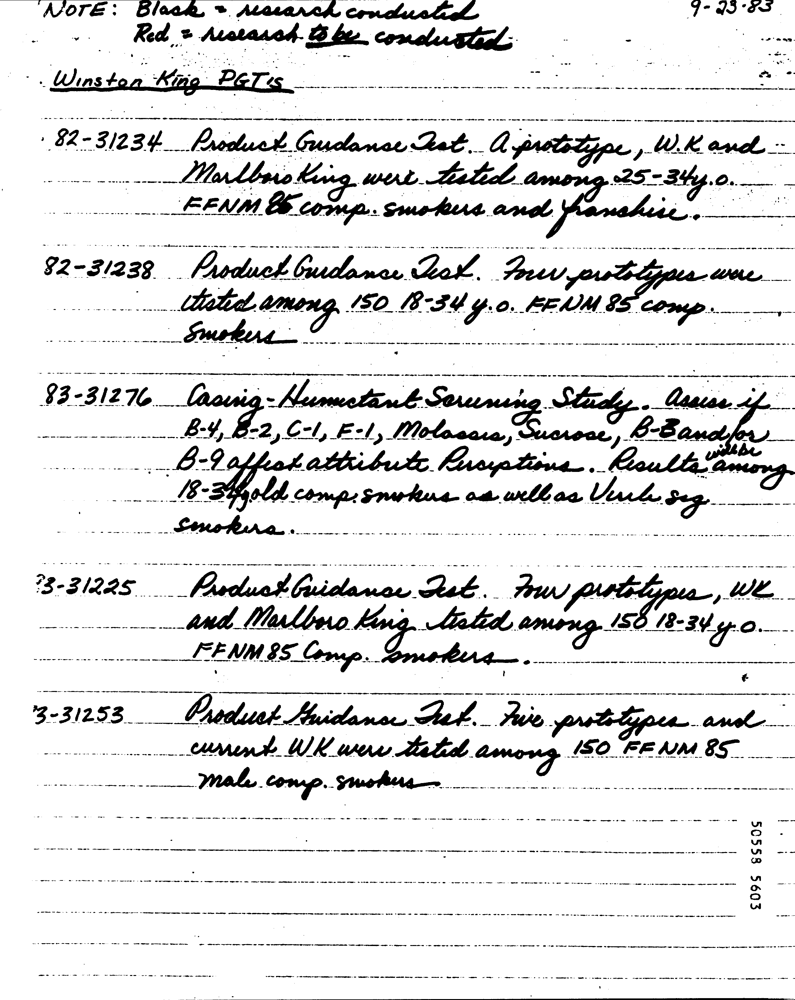 NOTE: Black = research conducted
9-23-83
Red = research to be conducted
Winston King PGT's
82-31234 Product Guidance Test. A prototype, W.K and
Marlboro King were tested among 25-34 y.o.
FFNM 85 comp. smokers and franchise.
82-31238 Product Guidance Test. Four prototypes were
tested among 150 18-34 y.o. FFNM 85 comp.
Smokers
83-31276 Casing-Humectant Screening Study. Assess if
B-4, B-2, C-1, F-1, Molasses, Sucrose, B-3 and/or
B-9 affect attribute Perceptions. Results will be among
18-34 y old comp. smokers as well as Virile seg
smokers.
3-31225 Product Guidance Test. Four prototypes, WK
and Marlboro King tested among 150 18-34 y.o.
FFNM 85 Comp. smokers.
3-31253 Product Guidance Test. Five prototypes and
current WK were tested among 150 FFNM 85
male comp. smokers
50558 5603